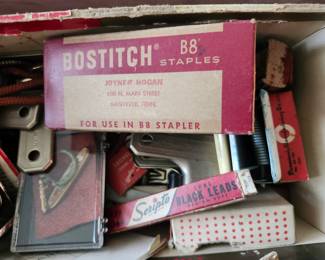 BOSTITCH B8
STAPLES
JOYNER HOGAN
NASHVILLE, TENN.
FOR USE IN B8 STAPLER
Scripto
BLACK LEADS